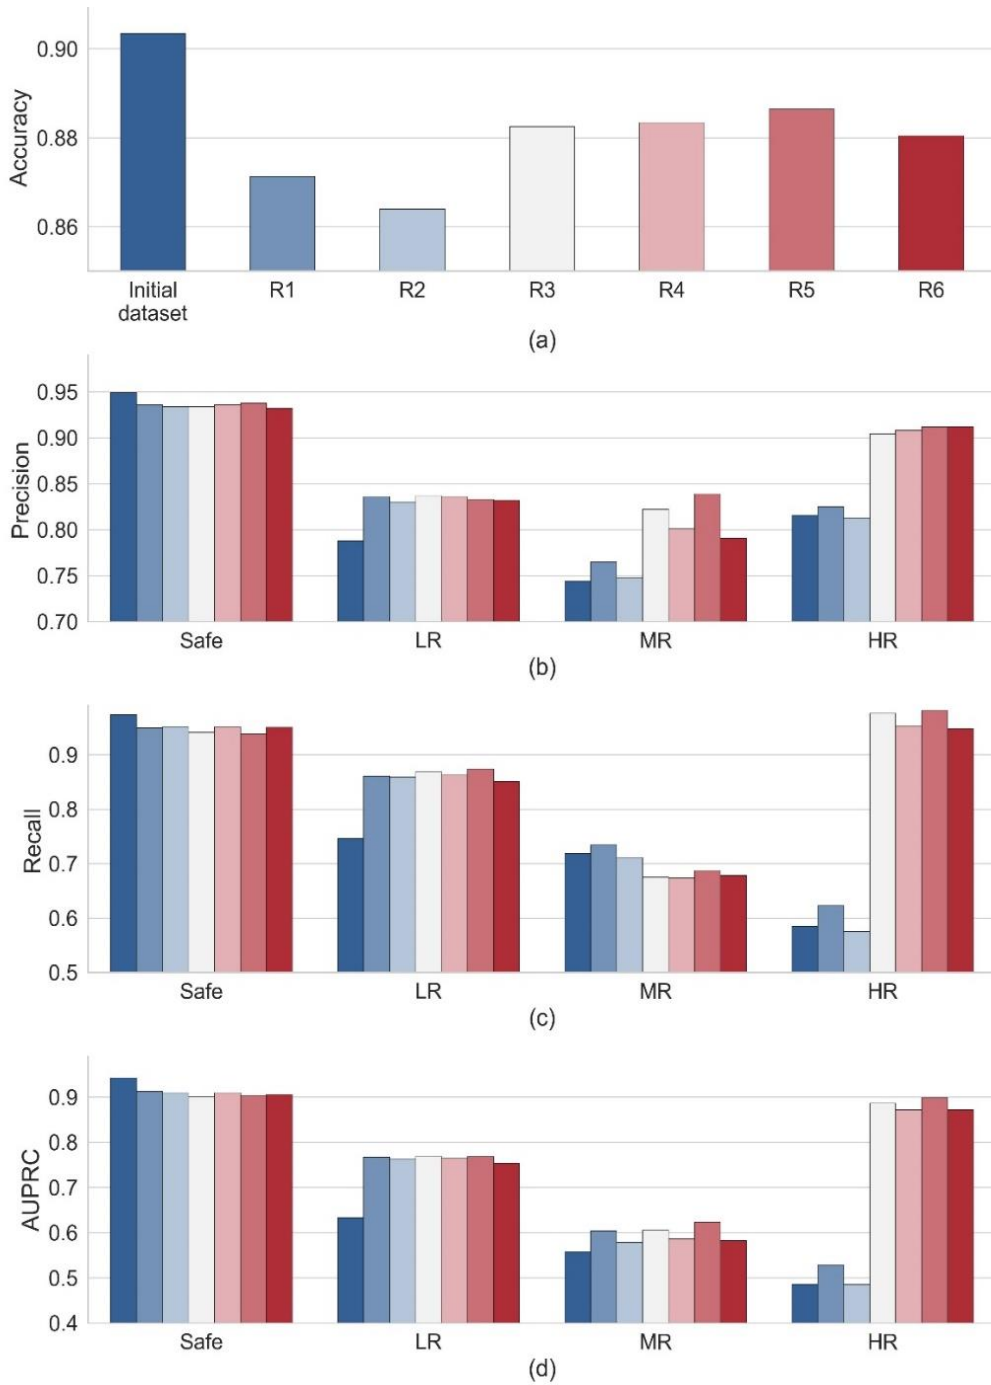 Accuracy
0.90
0.88
0.86
Initial
dataset
R1
R2
R3
R4
R5
R6
(a)
Precision
0.95
0.90
0.85
0.80
0.75
0.70
Safe
LR
MR
HR
(b)
Recall
0.9
0.8
0.7
0.6
0.5
Safe
LR
MR
HR
(c)
AUPRC
0.9
0.8
0.7
0.6
0.5
0.4
Safe
LR
MR
HR
(d)